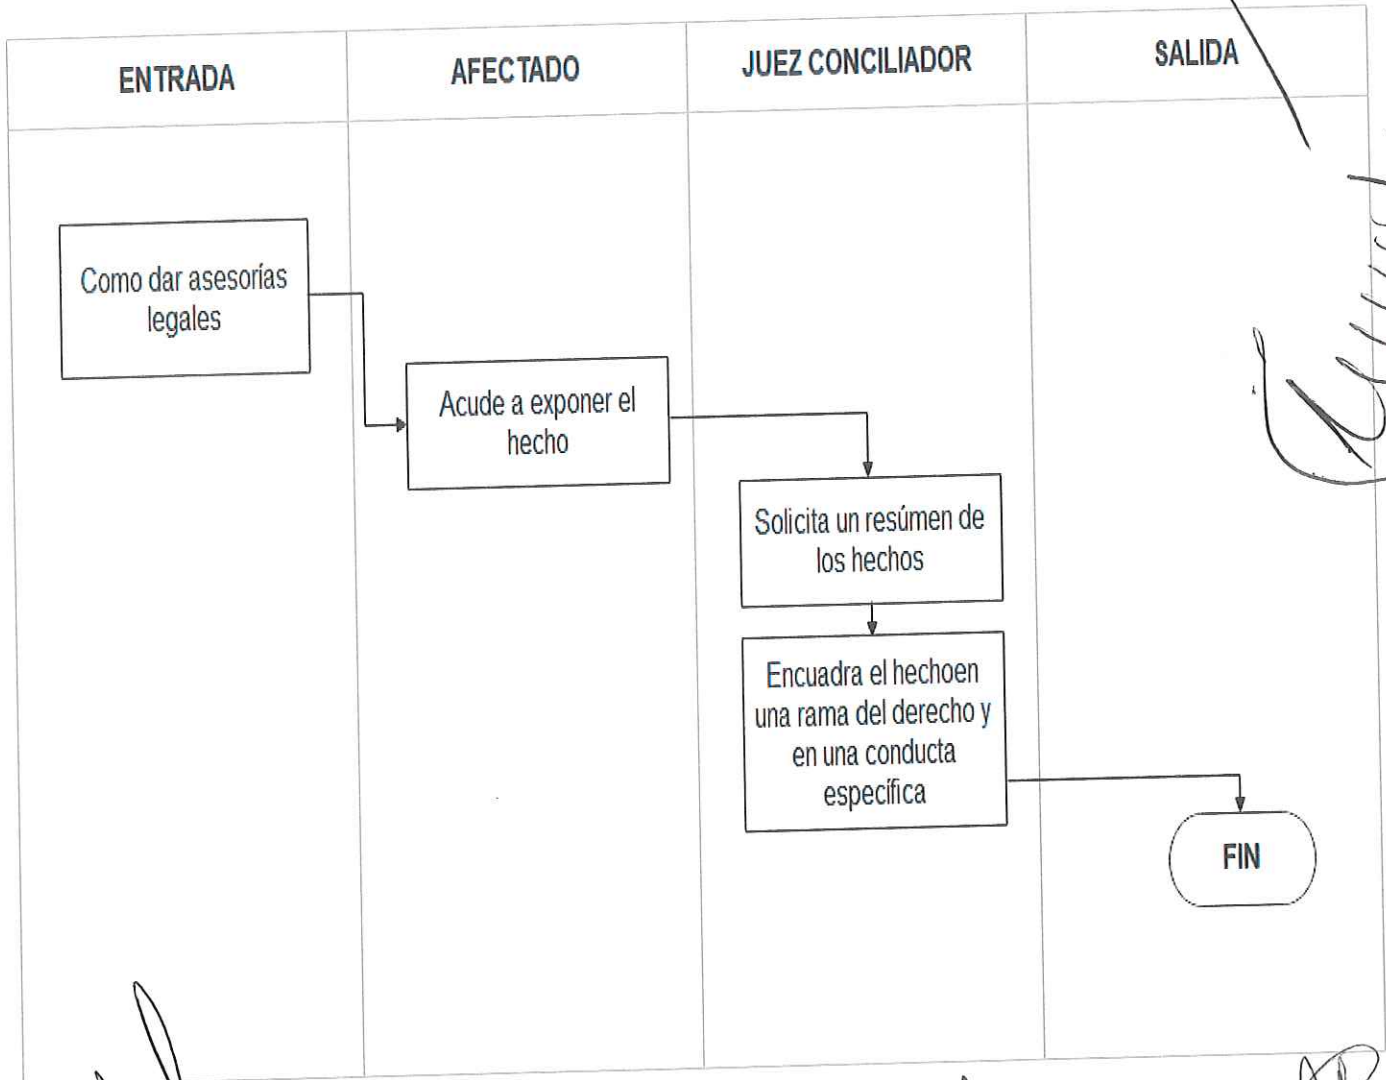 ENTRADA
AFECTADO
JUEZ CONCILIADOR
SALIDA
Como dar asesorías
legales
Acude a exponer el
hecho
Solicita un resúmen de
los hechos
Encuadra el hechoen
una rama del derecho y
en una conducta
específica
FIN